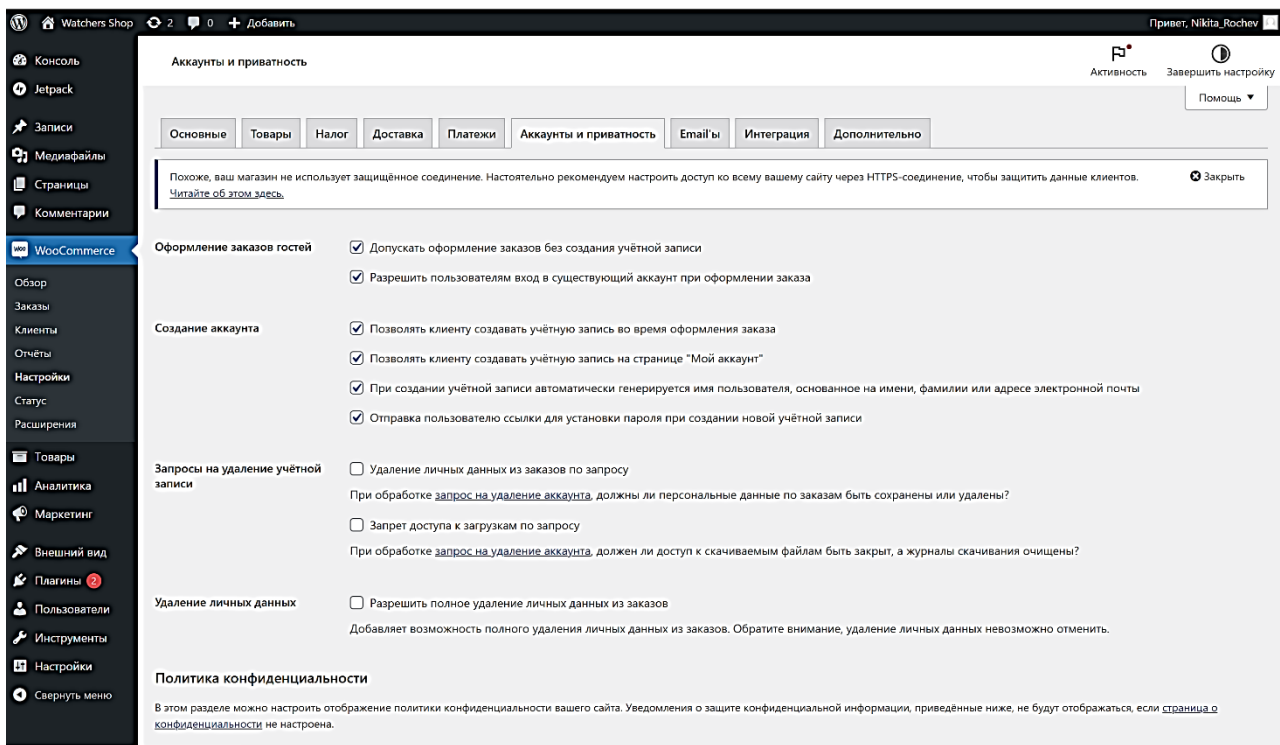 Watchers Shop 2 0 + Добавить Привет, Nikita_Rochev
Консоль
Jetpack
Записи
Медиафайлы
Страницы
Комментарии
WooCommerce
Обзор
Заказы
Клиенты
Отчёты
Настройки
Статус
Расширения
Товары
Аналитика
Маркетинг
Внешний вид
Плагины 2
Пользователи
Инструменты
Настройки
Свернуть меню
Аккаунты и приватность
Активность Завершить настройку
Помощь ▼
Основные Товары Налог Доставка Платежи Аккаунты и приватность Email'ы Интеграция Дополнительно
Похоже, ваш магазин не использует защищённое соединение. Настоятельно рекомендуем настроить доступ ко всему вашему сайту через HTTPS-соединение, чтобы защитить данные клиентов. Закрыть
Читайте об этом здесь.
Оформление заказов гостей Допускать оформление заказов без создания учётной записи
Разрешить пользователям вход в существующий аккаунт при оформлении заказа
Создание аккаунта Позволять клиенту создавать учётную запись во время оформления заказа
Позволять клиенту создавать учётную запись на странице "Мой аккаунт"
При создании учётной записи автоматически генерируется имя пользователя, основанное на имени, фамилии или адресе электронной почты
Отправка пользователю ссылки для установки пароля при создании новой учётной записи
Запросы на удаление учётной Удаление личных данных из заказов по запросу
записи
При обработке запрос на удаление аккаунта, должны ли персональные данные по заказам быть сохранены или удалены?
Запрет доступа к загрузкам по запросу
При обработке запрос на удаление аккаунта, должен ли доступ к скачиваемым файлам быть закрыт, а журналы скачивания очищены?
Удаление личных данных Разрешить полное удаление личных данных из заказов
Добавляет возможность полного удаления личных данных из заказов. Обратите внимание, удаление личных данных невозможно отменить.
Политика конфиденциальности
В этом разделе можно настроить отображение политики конфиденциальности вашего сайта. Уведомления о защите конфиденциальной информации, приведённые ниже, не будут отображаться, если страница о
конфиденциальности не настроена.